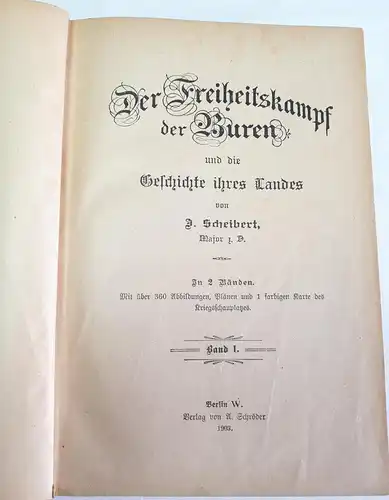 Der Freiheitskampf
der Buren
und die
Geschichte ihres Landes
von
J. Scheibert,
Major z. D.
In 2 Bänden.
Mit über 360 Abbildungen, Plänen und 1 farbigen Karte des
Kriegsschauplatzes.
Band I.
Berlin W.
Verlag von A. Schröder
1903.